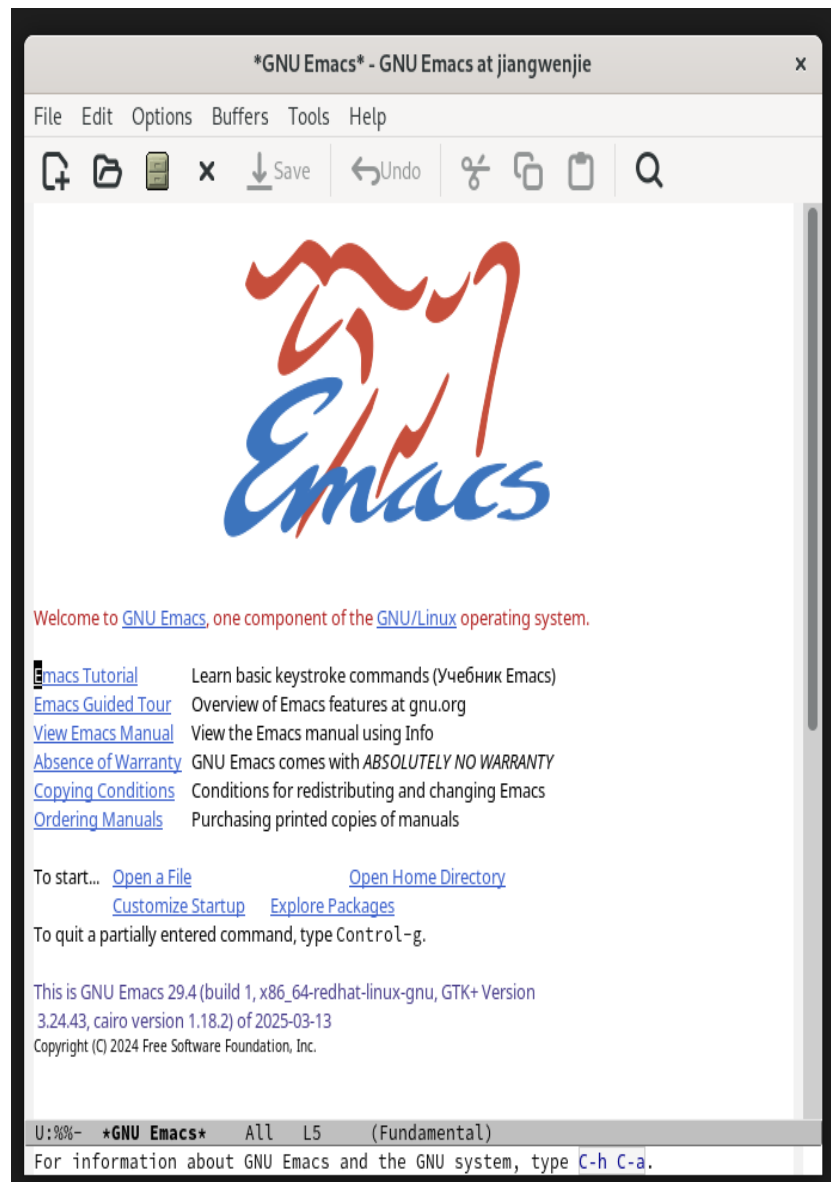 *GNU Emacs* - GNU Emacs at jiangwenjie x
File Edit Options Buffers Tools Help
Save Undo
Emacs
Welcome to GNU Emacs, one component of the GNU/Linux operating system.
Emacs Tutorial Learn basic keystroke commands (Учебник Emacs)
Emacs Guided Tour Overview of Emacs features at gnu.org
View Emacs Manual View the Emacs manual using Info
Absence of Warranty GNU Emacs comes with ABSOLUTELY NO WARRANTY
Copying Conditions Conditions for redistributing and changing Emacs
Ordering Manuals Purchasing printed copies of manuals
To start... Open a File Open Home Directory
Customize Startup Explore Packages
To quit a partially entered command, type Control-g.
This is GNU Emacs 29.4 (build 1, x86_64-redhat-linux-gnu, GTK+ Version
3.24.43, cairo version 1.18.2) of 2025-03-13
Copyright (C) 2024 Free Software Foundation, Inc.
U:%%- *GNU Emacs* All L5 (Fundamental)
For information about GNU Emacs and the GNU system, type C-h C-a.